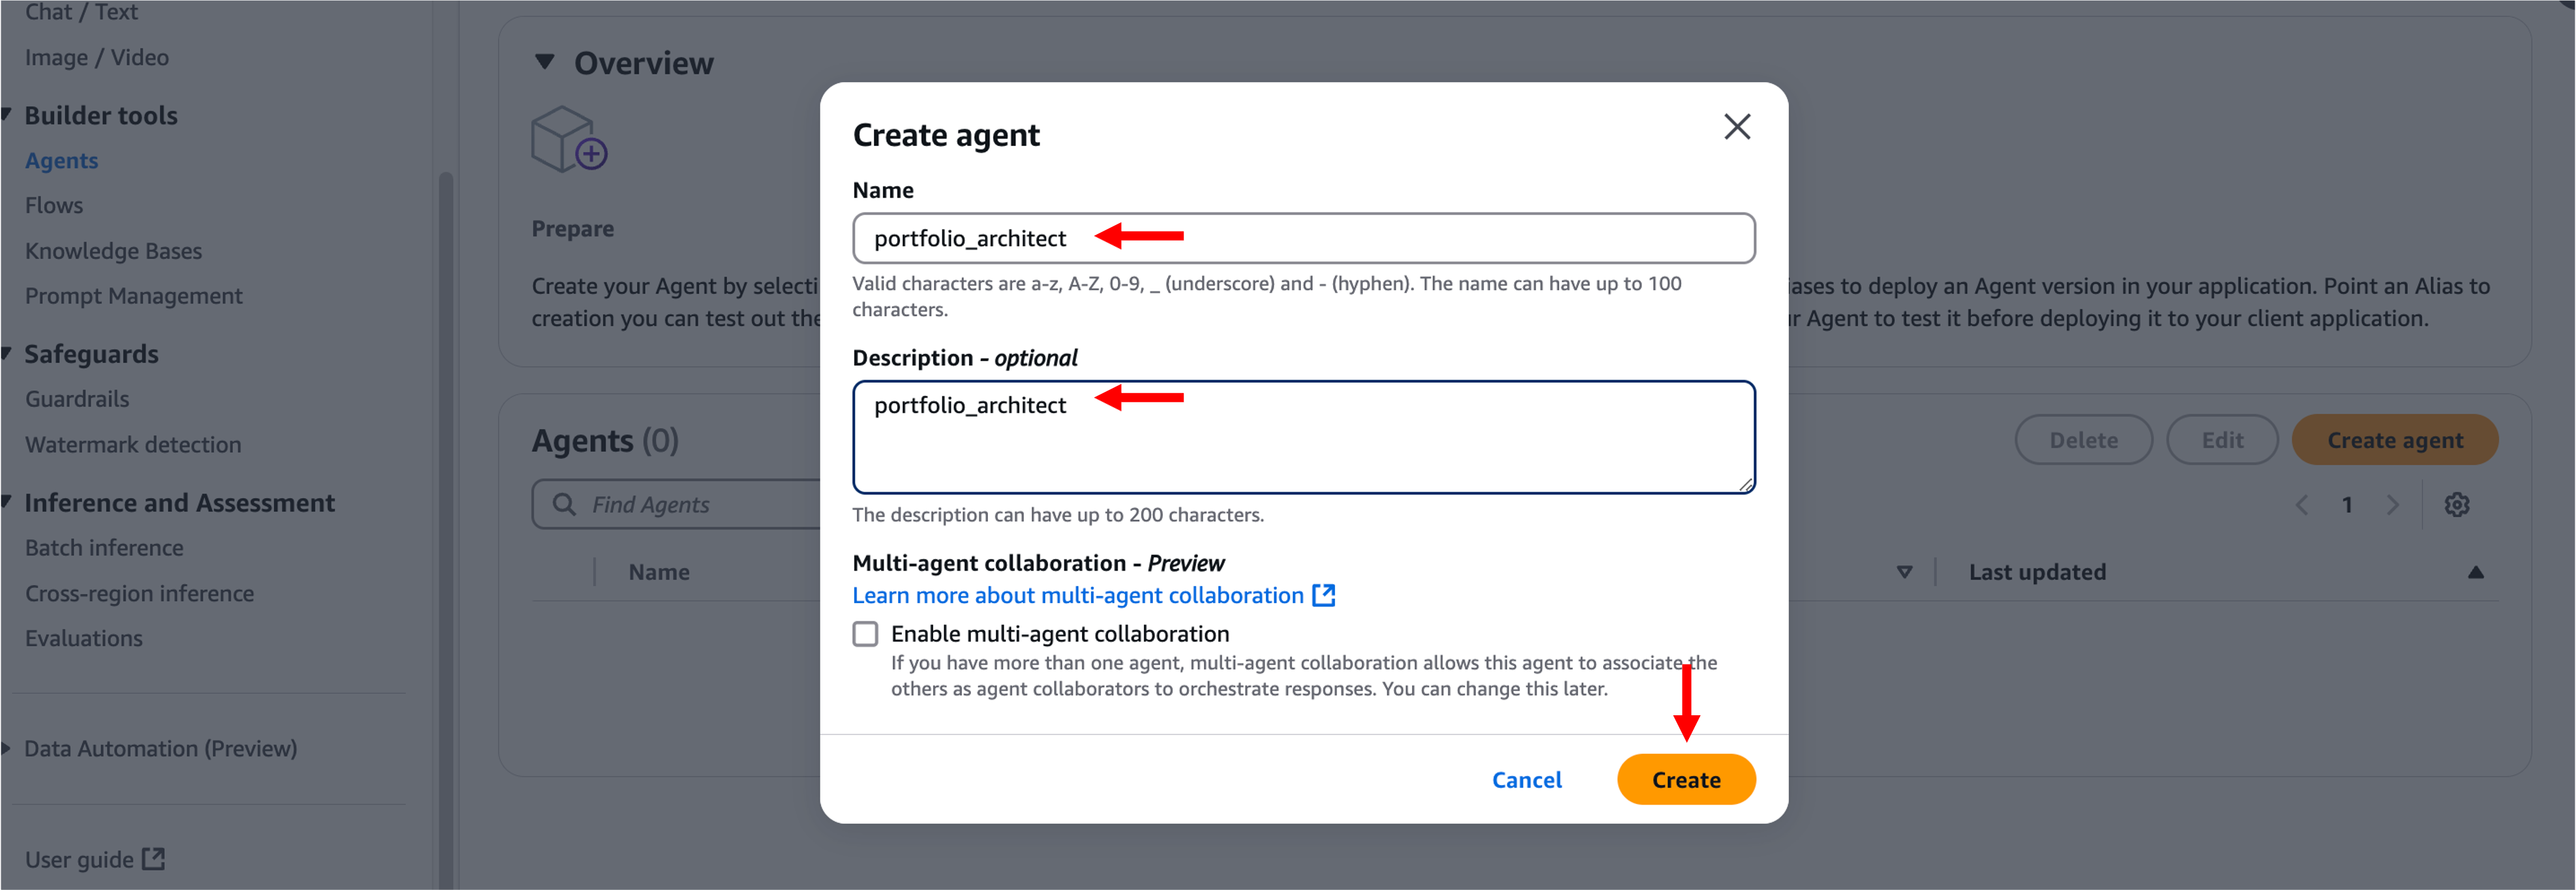 Chat / Text
Image / Video
Builder tools
Agents
Flows
Knowledge Bases
Prompt Management
Safeguards
Guardrails
Watermark detection
Inference and Assessment
Batch inference
Cross-region inference
Evaluations
Data Automation (Preview)
User guide
Overview
Prepare
Create your Agent by selecti
creation you can test out the
ases to deploy an Agent version in your application. Point an Alias to
r Agent to test it before deploying it to your client application.
Agents (0)
Delete
Edit
Create agent
Find Agents
1
Name
Last updated
Create agent
Name
portfolio_architect
Valid characters are a-z, A-Z, 0-9, _ (underscore) and - (hyphen). The name can have up to 100
characters.
Description - optional
portfolio_architect
The description can have up to 200 characters.
Multi-agent collaboration - Preview
Learn more about multi-agent collaboration
Enable multi-agent collaboration
If you have more than one agent, multi-agent collaboration allows this agent to associate the
others as agent collaborators to orchestrate responses. You can change this later.
Cancel
Create